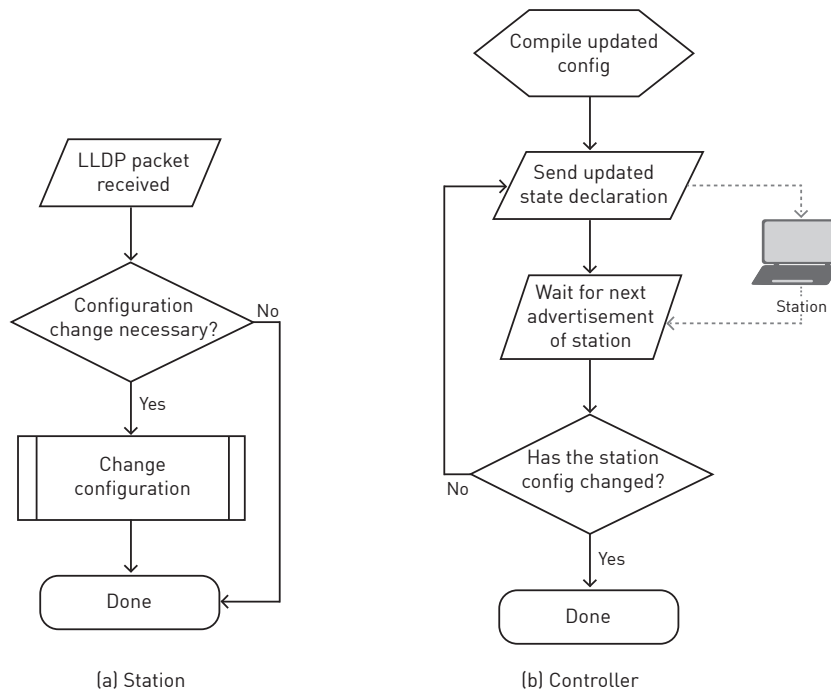 LLDP packet
received
Configuration
change necessary?
No
Yes
Change
configuration
Done
(a) Station
Compile updated
config
Send updated
state declaration
Station
Wait for next
advertisement
of station
Has the station
config changed?
No
Yes
Done
(b) Controller